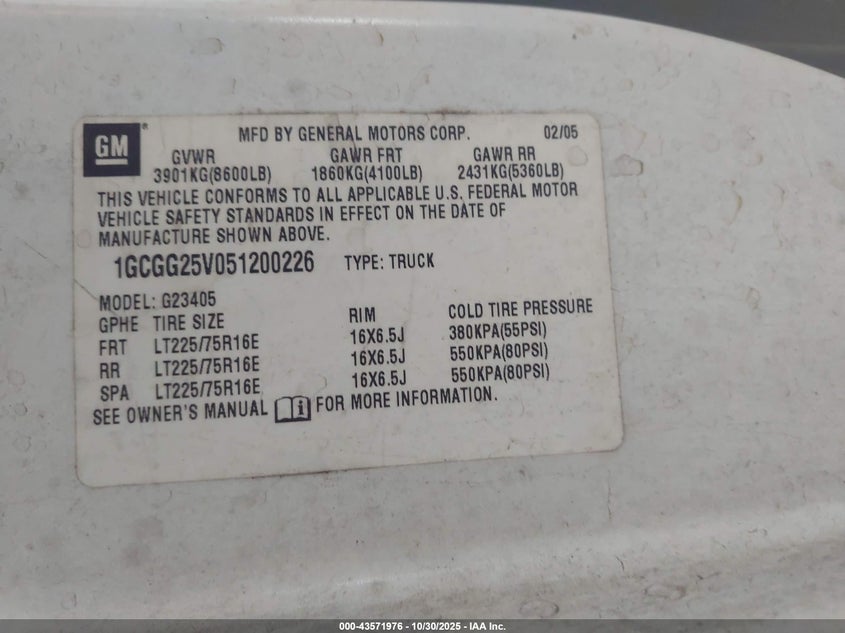 GM® MFD BY GENERAL MOTORS CORP. 02/05
GVWR GAWR FRT GAWR RR
3901KG(8600LB) 1860KG(4100LB) 2431KG(5360LB)
THIS VEHICLE CONFORMS TO ALL APPLICABLE U.S. FEDERAL MOTOR
VEHICLE SAFETY STANDARDS IN EFFECT ON THE DATE OF
MANUFACTURE SHOWN ABOVE.
1GCGG25V051200226 TYPE: TRUCK
MODEL: G23405
GPHE TIRE SIZE RIM COLD TIRE PRESSURE
FRT LT225/75R16E 16X6.5J 380KPA(55PSI)
RR LT225/75R16E 16X6.5J 550KPA(80PSI)
SPA LT225/75R16E 16X6.5J 550KPA(80PSI)
SEE OWNER'S MANUAL i FOR MORE INFORMATION.
000-43571976 | 10/30/2025 - IAA Inc.